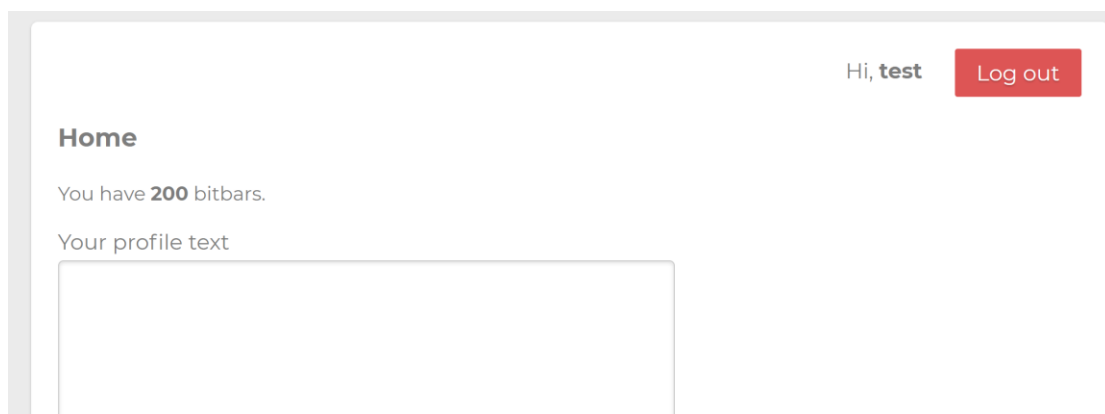 Hi, test
Log out
Home
You have 200 bitbars.
Your profile text